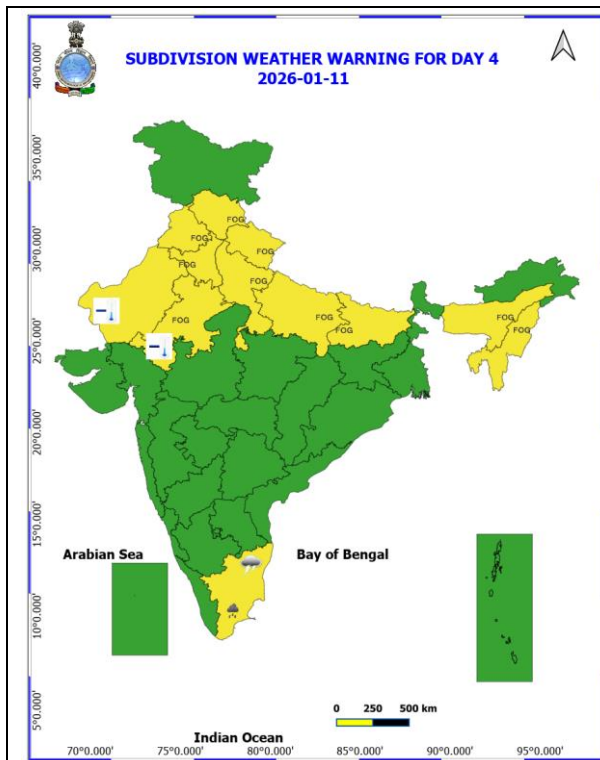 SUBDIVISION WEATHER WARNING FOR DAY 4
2026-01-11
40°0.000'
35°0.000'
30°0.000'
25°0.000'
20°0.000'
15°0.000'
10°0.000'
5°0.000'
FOG
FOG
FOG
FOG
FOG
FOG
FOG
FOG
FOG
FOG
Arabian Sea
Bay of Bengal
0 250 500 km
Indian Ocean
70°0.000' 75°0.000' 80°0.000' 85°0.000' 90°0.000' 95°0.000'